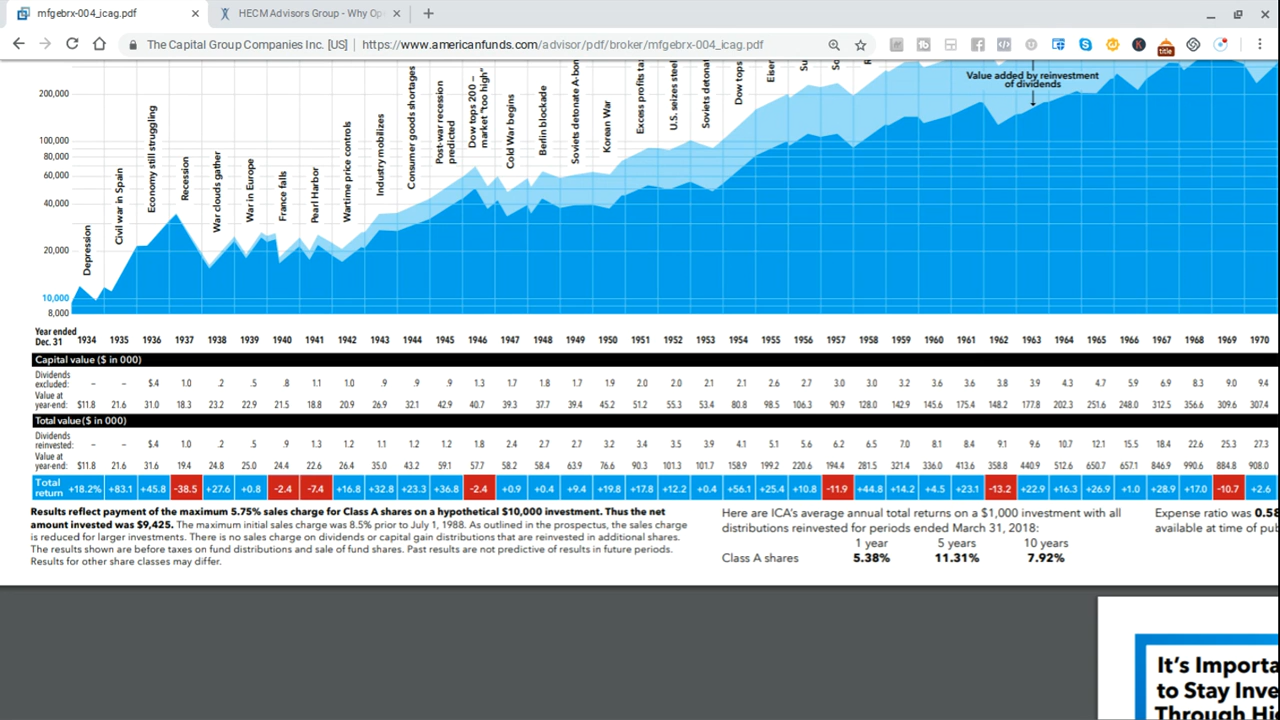 mfgebrx-004_icag.pdf
HECM Advisors Group - Why Op
The Capital Group Companies Inc. [US] | https://www.americanfunds.com/advisor/pdf/broker/mfgebrx-004_icag.pdf
title
200,000
100,000
80,000
60,000
40,000
20,000
10,000
8,000
Depression
Civil war in Spain
Economy still struggling
Recession
War clouds gather
War in Europe
France falls
Pearl Harbor
Wartime price controls
Industry mobilizes
Consumer goods shortages
Post-war recession
predicted
Dow tops 200 –
market "too high"
Cold War begins
Berlin blockade
Soviets detonate A-bom
Korean War
Excess profits ta
U.S. seizes steel
Soviets detonat
Dow tops
Eiser
Su
So
Value added by reinvestment
of dividends
Year ended
Dec. 31 1934 1935 1936 1937 1938 1939 1940 1941 1942 1943 1944 1945 1946 1947 1948 1949 1950 1951 1952 1953 1954 1955 1956 1957 1958 1959 1960 1961 1962 1963 1964 1965 1966 1967 1968 1969 1970
Capital value ($ in 000)
Dividends
excluded: – – $.4 1.0 .2 .5 .8 1.1 1.0 .9 .9 .9 1.3 1.7 1.8 1.7 1.9 2.0 2.0 2.1 2.1 2.6 2.7 3.0 3.0 3.2 3.6 3.6 3.8 3.9 4.3 4.7 5.9 6.9 8.3 9.0 9.4
Value at
year-end: $11.8 21.6 31.0 18.3 23.2 22.9 21.5 18.8 20.9 26.9 32.1 42.9 40.7 39.3 37.7 39.4 45.2 51.2 55.3 53.4 80.8 98.5 106.3 90.9 128.0 142.9 145.6 175.4 148.2 177.8 202.3 251.6 248.0 312.5 356.6 309.6 307.4
Total value ($ in 000)
Dividends
reinvested: – – $.4 1.0 .2 .5 .9 1.3 1.2 1.1 1.2 1.2 1.8 2.4 2.7 2.7 3.2 3.4 3.5 3.9 4.1 5.1 5.6 6.2 6.5 7.0 8.1 8.4 9.1 9.6 10.7 12.1 15.5 18.4 22.6 25.3 27.3
Value at
year-end: $11.8 21.6 31.6 19.4 24.8 25.0 24.4 22.6 26.4 35.0 43.2 59.1 57.7 58.2 58.4 63.9 76.6 90.3 101.3 101.7 158.9 199.2 220.6 194.4 281.5 321.4 336.0 413.6 358.8 440.9 512.6 650.7 657.1 846.9 990.6 884.8 908.0
Total
return +18.2% +83.1 +45.8 -38.5 +27.6 +0.8 -2.4 -7.4 +16.8 +32.8 +23.3 +36.8 -2.4 +0.9 +0.4 +9.4 +19.8 +17.8 +12.2 +0.4 +56.1 +25.4 +10.8 -11.9 +44.8 +14.2 +4.5 +23.1 -13.2 +22.9 +16.3 +26.9 +1.0 +28.9 +17.0 -10.7 +2.6
Results reflect payment of the maximum 5.75% sales charge for Class A shares on a hypothetical $10,000 investment. Thus the net
amount invested was $9,425. The maximum initial sales charge was 8.5% prior to July 1, 1988. As outlined in the prospectus, the sales charge
is reduced for larger investments. There is no sales charge on dividends or capital gain distributions that are reinvested in additional shares.
The results shown are before taxes on fund distributions and sale of fund shares. Past results are not predictive of results in future periods.
Results for other share classes may differ.
Here are ICA's average annual total returns on a $1,000 investment with all
distributions reinvested for periods ended March 31, 2018:
1 year 5 years 10 years
Class A shares 5.38% 11.31% 7.92%
Expense ratio was 0.58
available at time of pub
It's Importa
to Stay Inve
Through Hig